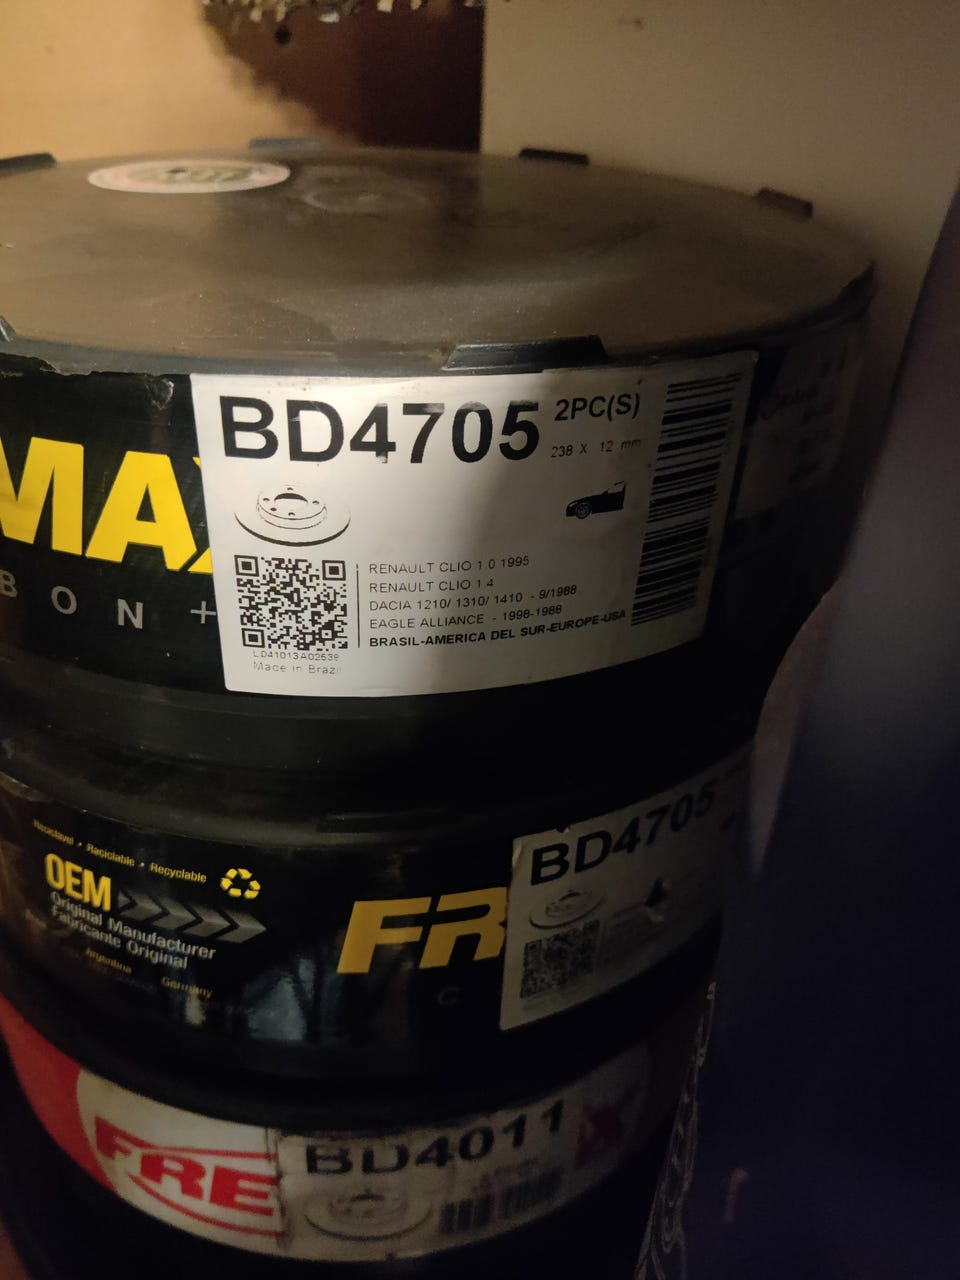 BD4705 2PC(S)
238 X 12 mm
MAX
BON+
RENAULT CLIO 1.0 1995
RENAULT CLIO 1.4
DACIA 1210/ 1310/ 1410 - 9/1988
EAGLE ALLIANCE - 1998-1988
BRASIL-AMERICA DEL SUR-EUROPE-USA
LD41013A02539
Made in Brazil
BD4705
Reciclável • Reciclable • Recyclable
OEM
Original Manufacturer
Fabricante Original
Argentina Germany
FR
C
BD4011
FRE X